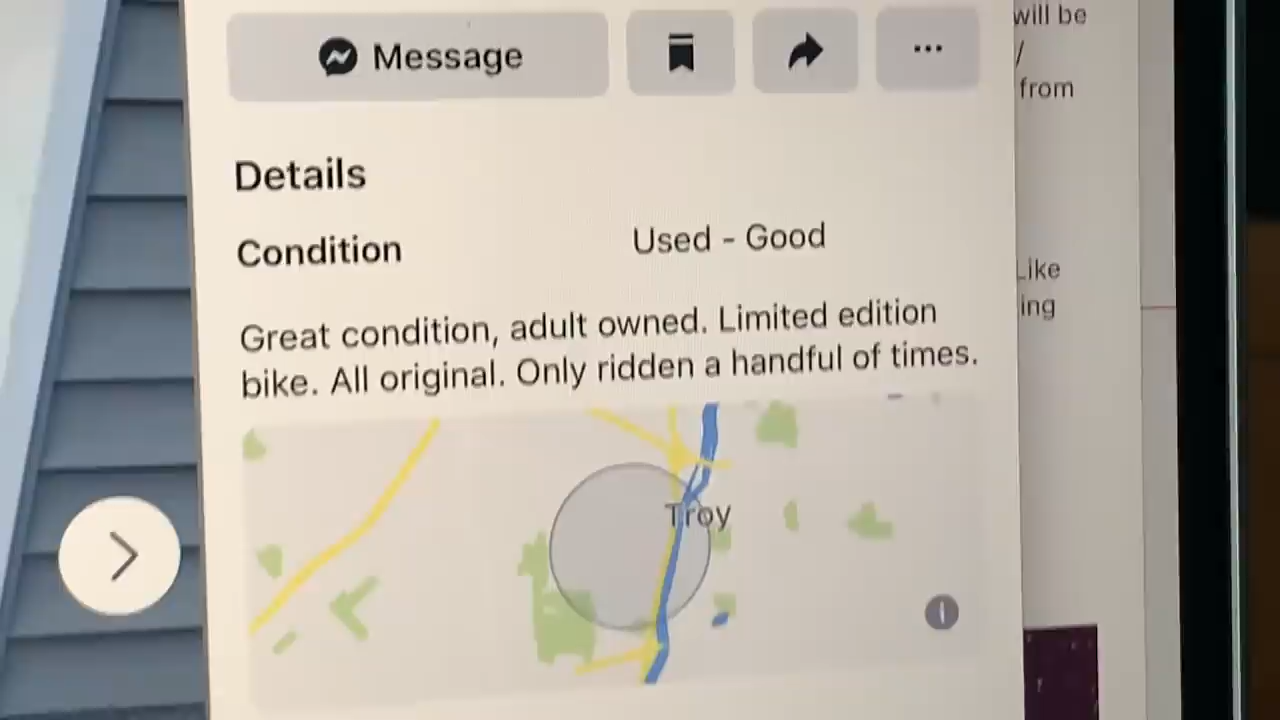 Message
will be
/
from
Details
Condition
Used - Good
Like
ing
Great condition, adult owned. Limited edition
bike. All original. Only ridden a handful of times.
Troy